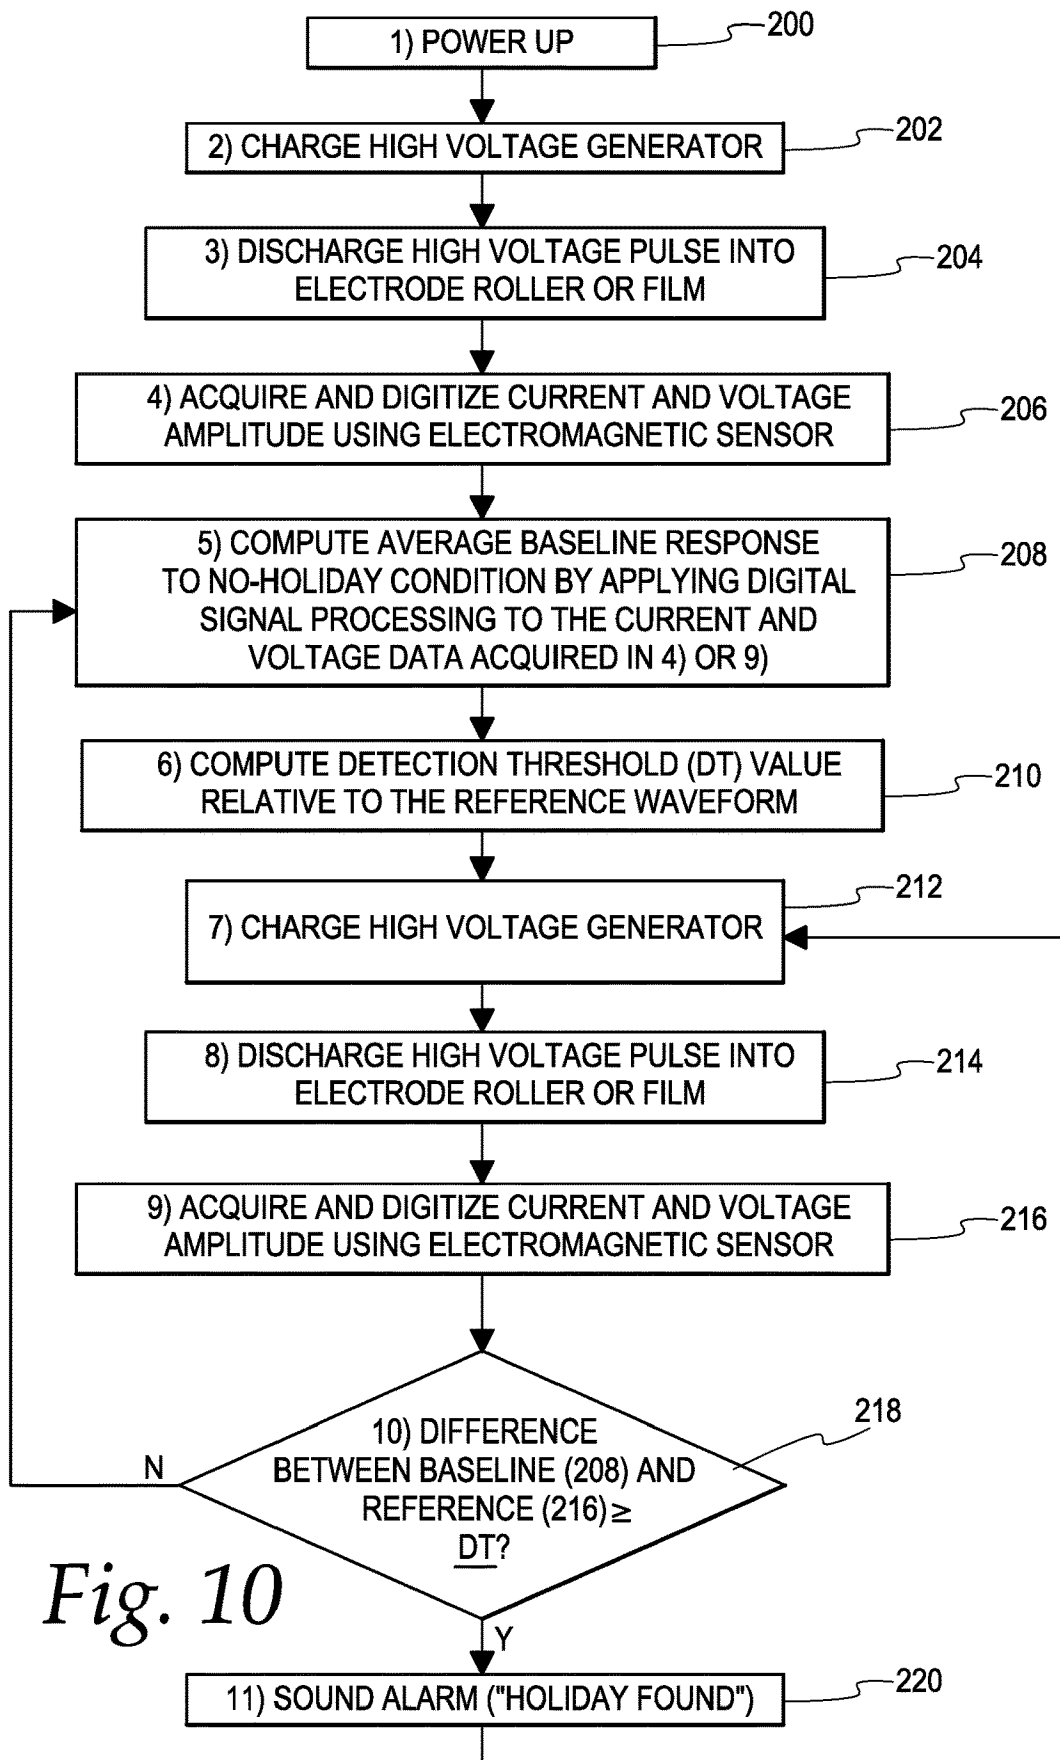 1) POWER UP
200
2) CHARGE HIGH VOLTAGE GENERATOR
202
3) DISCHARGE HIGH VOLTAGE PULSE INTO
ELECTRODE ROLLER OR FILM
204
4) ACQUIRE AND DIGITIZE CURRENT AND VOLTAGE
AMPLITUDE USING ELECTROMAGNETIC SENSOR
206
5) COMPUTE AVERAGE BASELINE RESPONSE
TO NO-HOLIDAY CONDITION BY APPLYING DIGITAL
SIGNAL PROCESSING TO THE CURRENT AND
VOLTAGE DATA ACQUIRED IN 4) OR 9)
208
6) COMPUTE DETECTION THRESHOLD (DT) VALUE
RELATIVE TO THE REFERENCE WAVEFORM
210
7) CHARGE HIGH VOLTAGE GENERATOR
212
8) DISCHARGE HIGH VOLTAGE PULSE INTO
ELECTRODE ROLLER OR FILM
214
9) ACQUIRE AND DIGITIZE CURRENT AND VOLTAGE
AMPLITUDE USING ELECTROMAGNETIC SENSOR
216
10) DIFFERENCE
BETWEEN BASELINE (208) AND
REFERENCE (216) ≥
DT?
218
N
Y
Fig. 10
11) SOUND ALARM ("HOLIDAY FOUND")
220